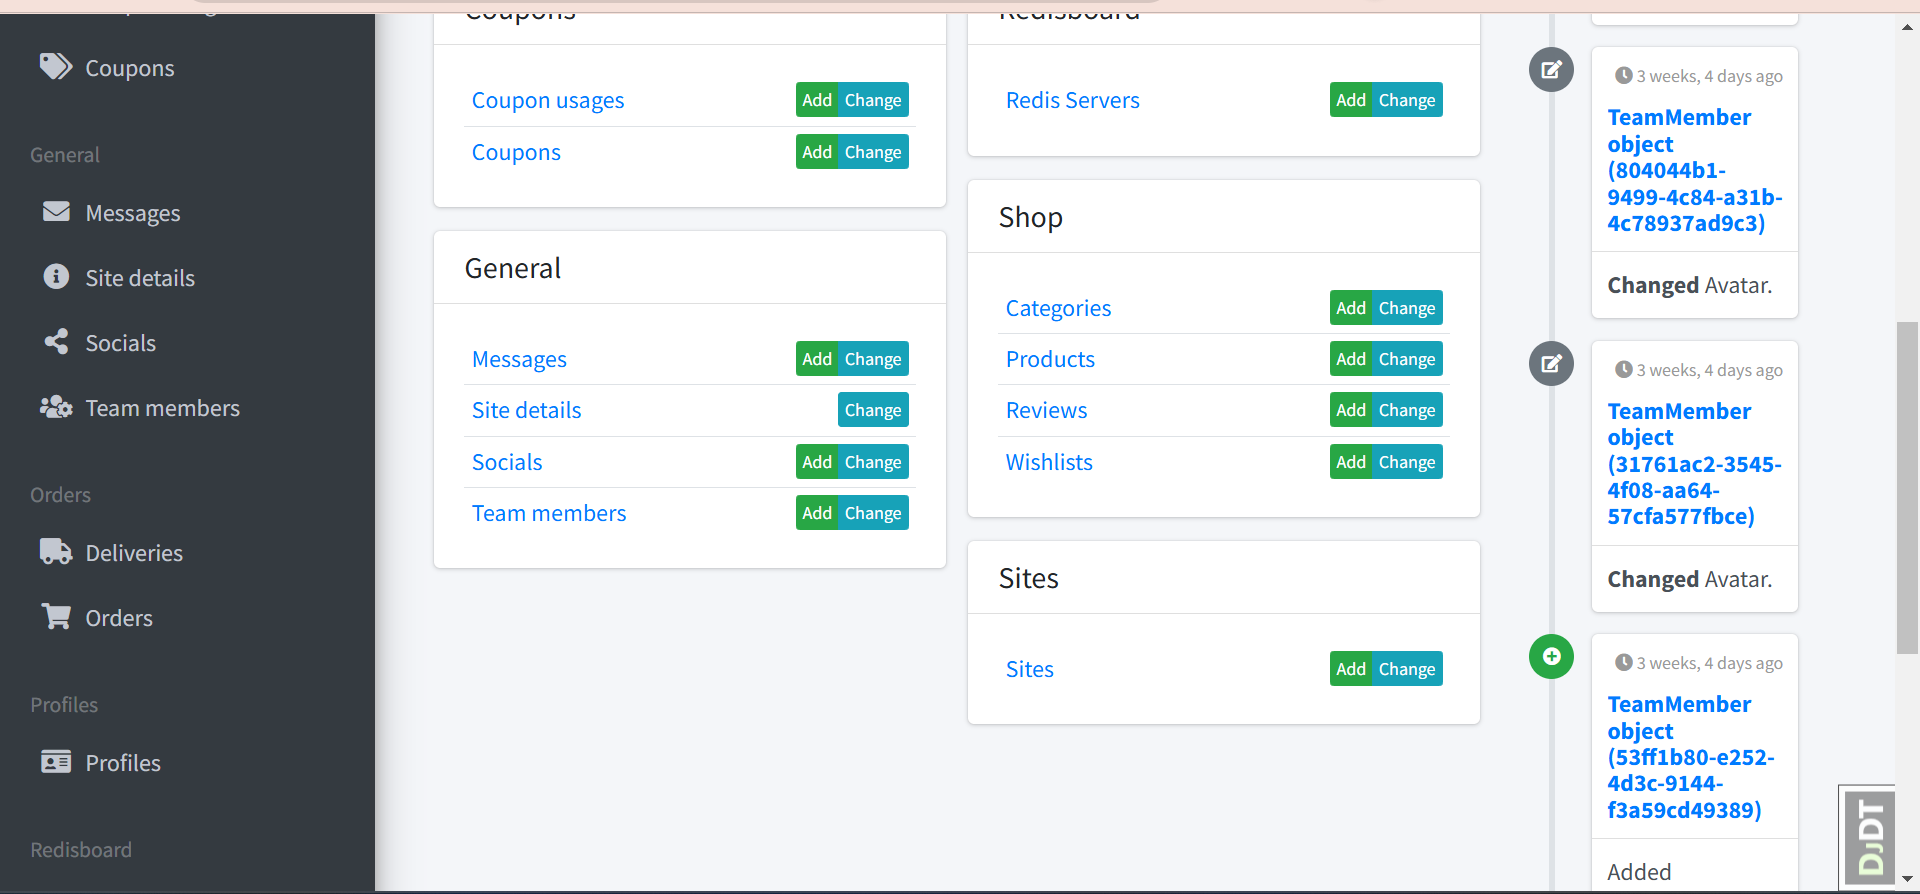 Coupons
General
Messages
Site details
Socials
Team members
Orders
Deliveries
Orders
Profiles
Profiles
Redisboard
Coupons
Coupon usages Add Change
Coupons Add Change
General
Messages Add Change
Site details Change
Socials Add Change
Team members Add Change
Redisboard
Redis Servers Add Change
Shop
Categories Add Change
Products Add Change
Reviews Add Change
Wishlists Add Change
Sites
Sites Add Change
3 weeks, 4 days ago
TeamMember
object
(804044b1-
9499-4c84-a31b-
4c78937ad9c3)
Changed Avatar.
3 weeks, 4 days ago
TeamMember
object
(31761ac2-3545-
4f08-aa64-
57cfa577fbce)
Changed Avatar.
3 weeks, 4 days ago
TeamMember
object
(53ff1b80-e252-
4d3c-9144-
f3a59cd49389)
Added
DJDT